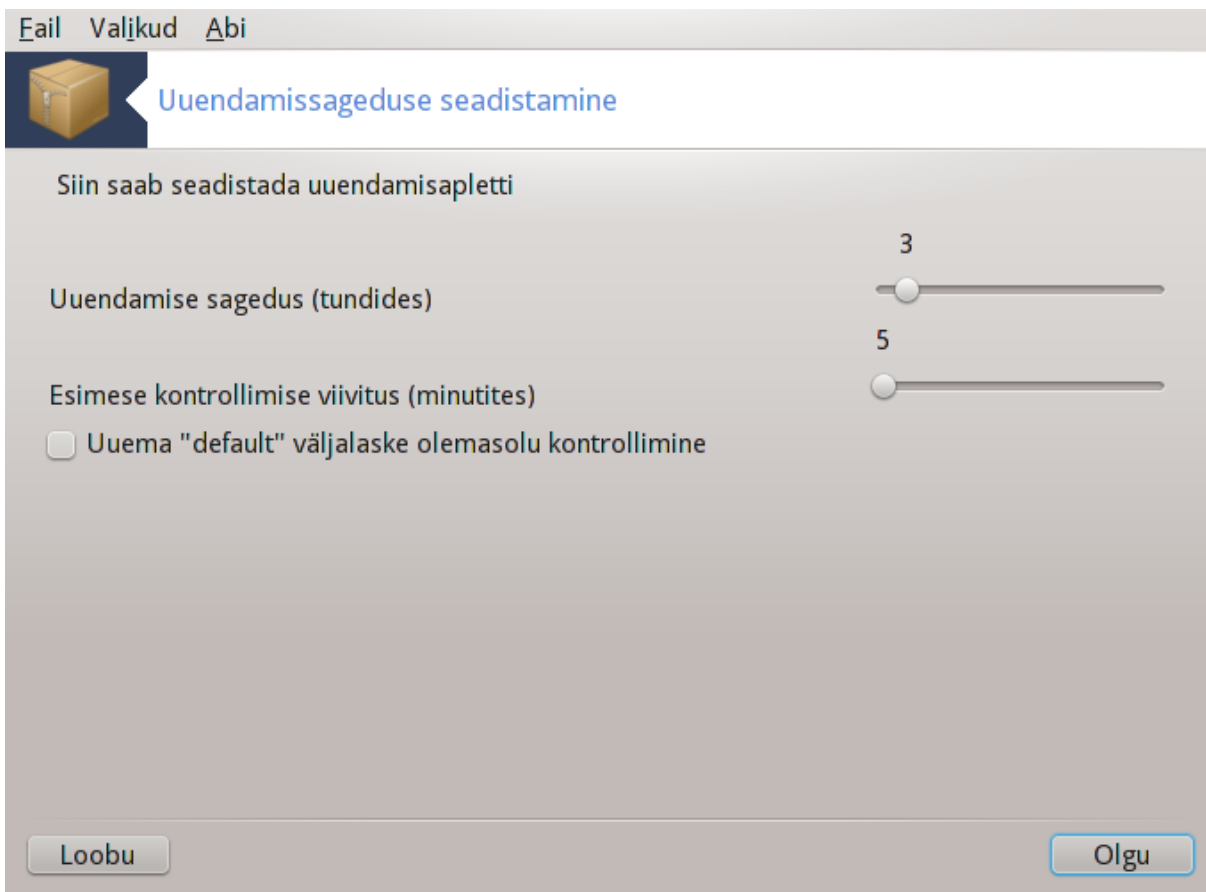 Fail Valikud Abi
Uuendamissageduse seadistamine
Siin saab seadistada uuendamisapletti
3
Uuendamise sagedus (tundides)
5
Esimese kontrollimise viivitus (minutites)
Uuema "default" väljalaske olemasolu kontrollimine
Loobu Olgu